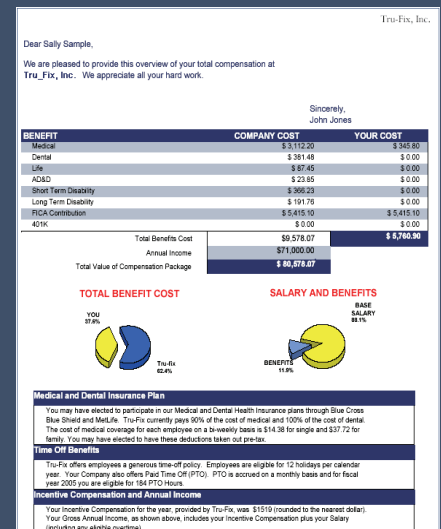 Tru-Fix, Inc.
Dear Sally Sample,
We are pleased to provide this overview of your total compensation at
Tru_Fix, Inc. We appreciate all your hard work.
Sincerely,
John Jones
BENEFIT COMPANY COST YOUR COST
Medical $ 3,112.20 $ 345.80
Dental $ 381.48 $ 0.00
Life $ 87.45 $ 0.00
AD&D $ 23.85 $ 0.00
Short Term Disability $ 366.23 $ 0.00
Long Term Disability $ 191.76 $ 0.00
FICA Contribution $ 5,415.10 $ 5,415.10
401K $ 0.00 $ 0.00
Total Benefits Cost $9,578.07 $ 5,760.90
Annual Income $71,000.00
Total Value of Compensation Package $ 80,578.07
TOTAL BENEFIT COST
YOU
37.6%
Tru-fix
62.4%
SALARY AND BENEFITS
BASE
SALARY
88.1%
BENEFITS
11.9%
Medical and Dental Insurance Plan
You may have elected to participate in our Medical and Dental Health Insurance plans through Blue Cross
Blue Shield and MetLife. Tru-Fix currently pays 90% of the cost of medical and 100% of the cost of dental.
The cost of medical coverage for each employee on a bi-weekly basis is $14.38 for single and $37.72 for
family. You may have elected to have these deductions taken out pre-tax.
Time Off Benefits
Tru-Fix offers employees a generous time-off policy. Employees are eligible for 12 holidays per calendar
year. Your Company also offers Paid Time Off (PTO). PTO is accrued on a monthly basis and for fiscal
year 2005 you are eligible for 184 PTO Hours.
Incentive Compensation and Annual Income
Your Incentive Compensation for the year, provided by Tru-Fix, was $1519 (rounded to the nearest dollar).
Your Gross Annual Income, as shown above, includes your Incentive Compensation plus your Salary
(including any eligible overtime).